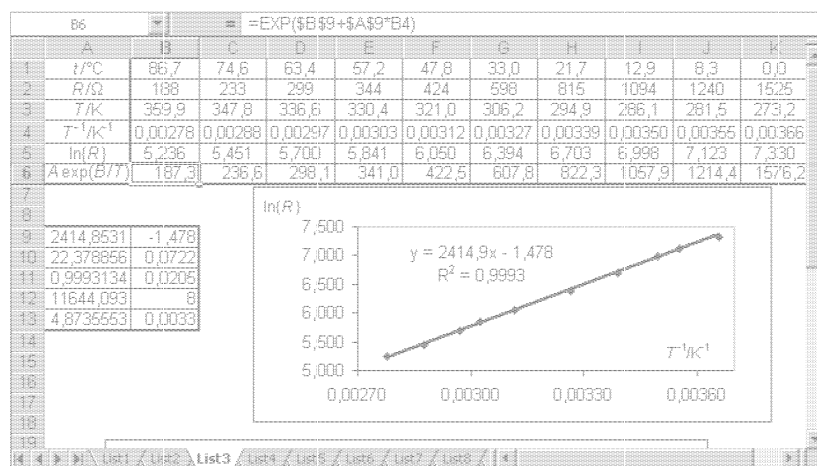 B6 = =EXP($B$9+$A$9*B4)
A B C D E F G H I J K
1 t/°C 86,7 74,6 63,4 57,2 47,8 33,0 21,7 12,9 8,3 0,0
2 R/Ω 188 233 299 344 424 598 815 1094 1240 1525
3 T/K 359,9 347,8 336,6 330,4 321,0 306,2 294,9 286,1 281,5 273,2
4 T⁻¹/K⁻¹ 0,00278 0,00288 0,00297 0,00303 0,00312 0,00327 0,00339 0,00350 0,00355 0,00366
5 ln(R) 5,236 5,451 5,700 5,841 6,050 6,394 6,703 6,998 7,123 7,330
6 A exp(B/T) 187,3 236,6 298,1 341,0 422,5 607,8 822,3 1057,9 1214,4 1576,2
7
8 ln(R)
7,500
9 2414,8531 -1,478
7,000 y = 2414,9x - 1,478
10 22,378856 0,0722
R² = 0,9993
11 0,9993134 0,0205
6,500
12 11644,093 8
6,000
13 4,8735553 0,0033
5,500
14
T⁻¹/K⁻¹
15
5,000
16
0,00270 0,00300 0,00330 0,00360
17
18
19
List1 List2 List3 List4 List5 List6 List7 List8